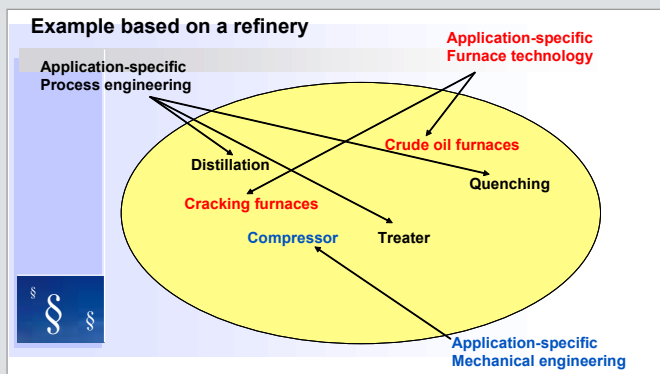 Example based on a refinery
Application-specific
Furnace technology
Application-specific
Process engineering
Crude oil furnaces
Distillation
Quenching
Cracking furnaces
Compressor
Treater
§
§
§
Application-specific
Mechanical engineering